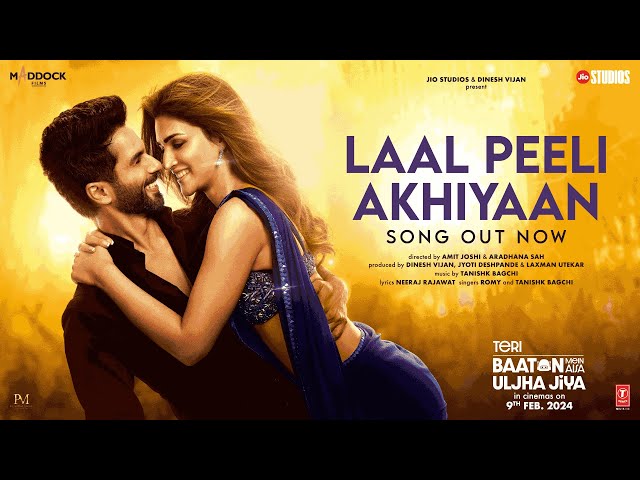 MADDOCK
FILMS
JIO STUDIOS & DINESH VIJAN
present
Jio STUDIOS
LAAL PEELI
AKHIYAAN
SONG OUT NOW
directed by AMIT JOSHI & ARADHANA SAH
produced by DINESH VIJAN, JYOTI DESHPANDE & LAXMAN UTEKAR
music by TANISHK BAGCHI
lyrics NEERAJ RAJAWAT singers ROMY and TANISHK BAGCHI
TERI
BAATON MEIN AISA
ULJHA JIYA
in cinemas on
9TH FEB. 2024
PM
T